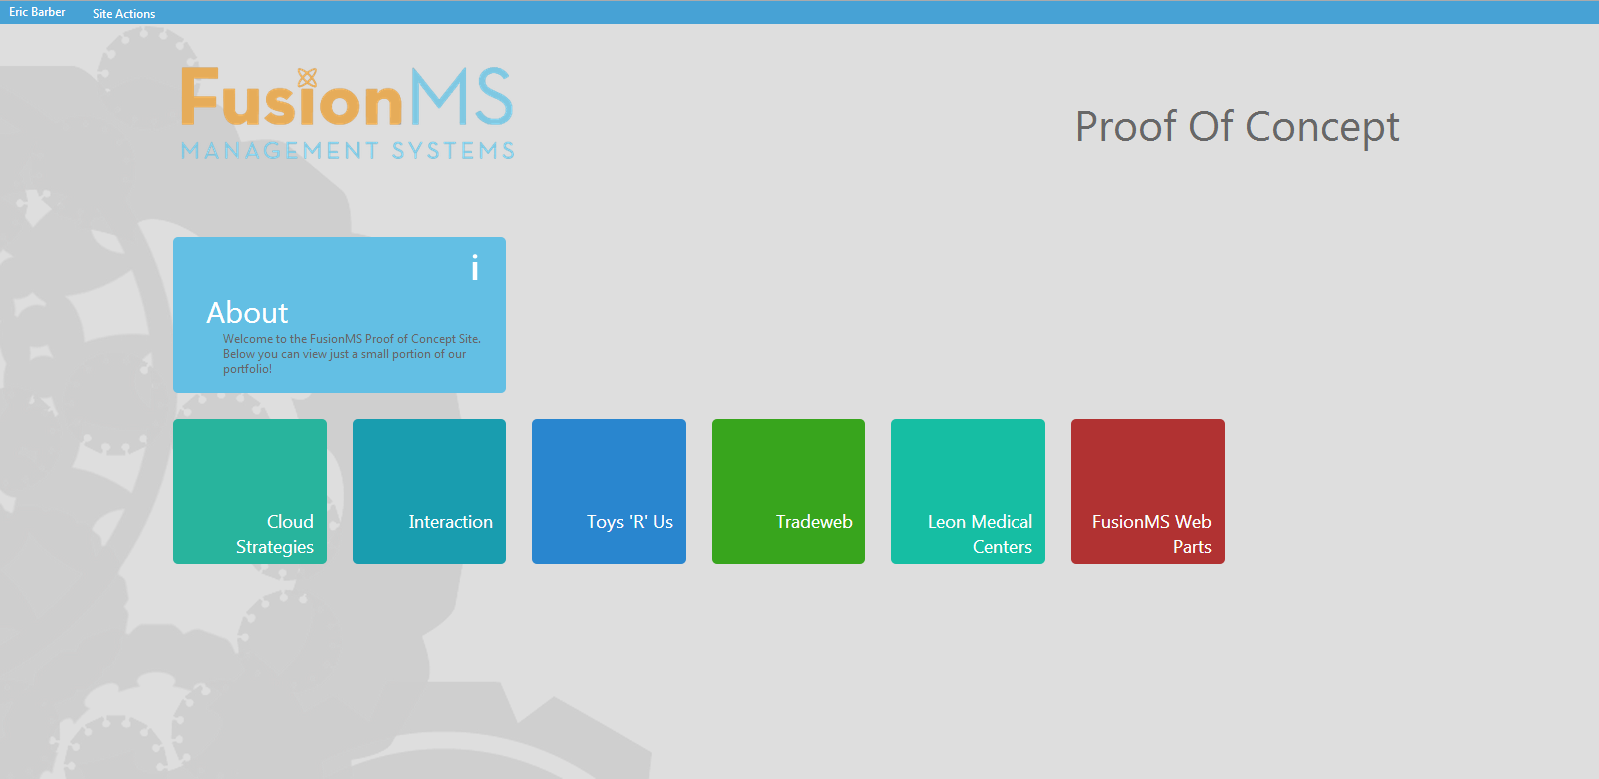 Eric Barber
Site Actions
FusionMS
MANAGEMENT SYSTEMS
Proof Of Concept
i
About
Welcome to the FusionMS Proof of Concept Site.
Below you can view just a small portion of our
portfolio!
Cloud
Strategies
Interaction
Toys 'R' Us
Tradeweb
Leon Medical
Centers
FusionMS Web
Parts